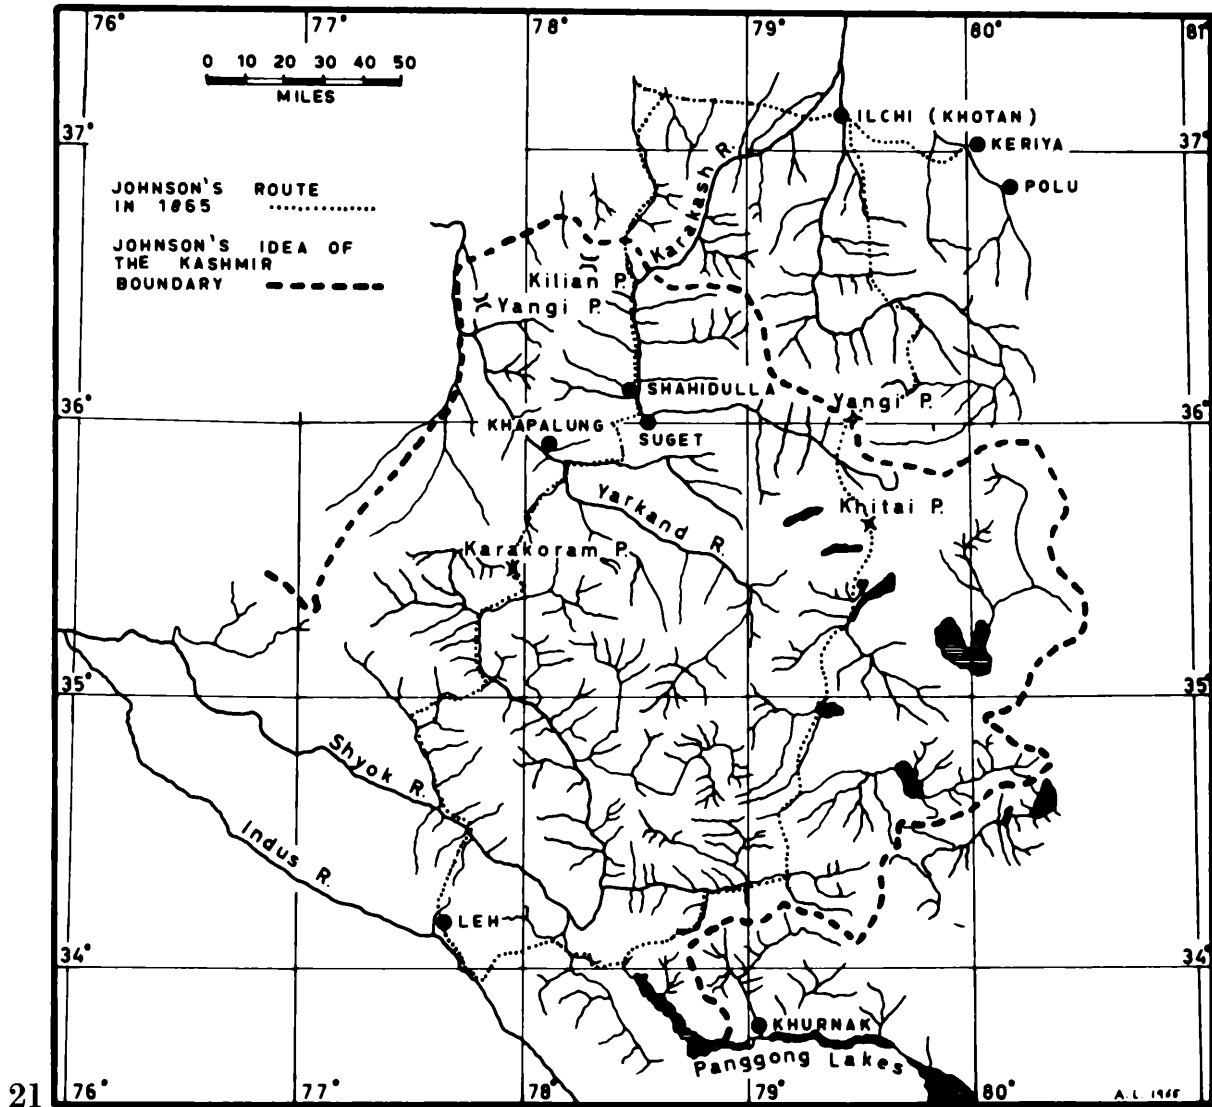 76° 77° 78° 79° 80° 81°
0 10 20 30 40 50
MILES
37° ILCHI (KHOTAN) 37°
KERIYA
POLU
JOHNSON'S ROUTE
IN 1865
JOHNSON'S IDEA OF
THE KASHMIR
BOUNDARY
Karakash R.
Kilian P.
Yangi P.
SHAHIDULLA
Yangi P.
36° 36°
KHAPALUNG
SUGET
Yarkand R.
Khitai P.
Karakoram P.
35° 35°
Shyok R.
Indus R.
LEH
34° 34°
KHURNAK
Panggong Lakes
76° 77° 78° 79° 80° A.L. 1966
21